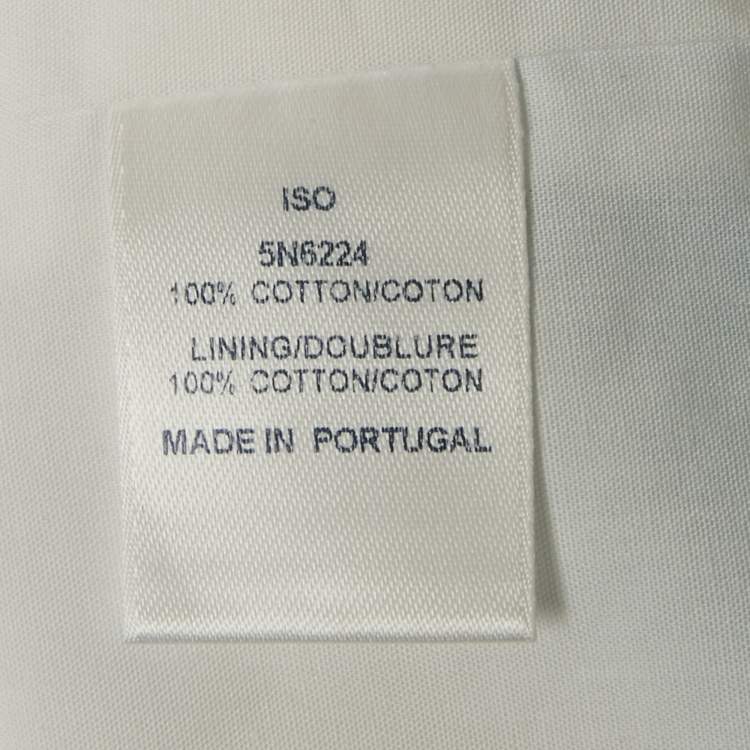 ISO
5N6224
100% COTTON/COTON
LINING/DOUBLURE
100% COTTON/COTON
MADE IN PORTUGAL